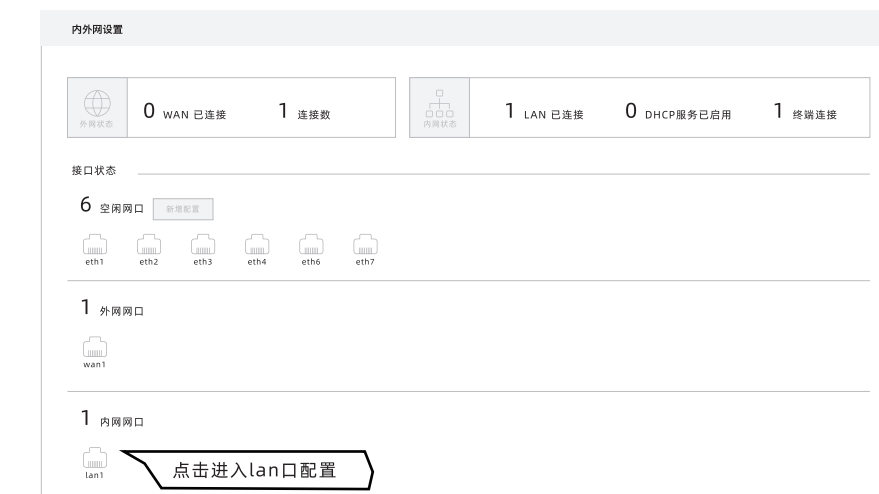 内外网设置
外网状态
0 WAN 已连接 1 连接数
内网状态
1 LAN 已连接 0 DHCP服务已启用 1 终端连接
接口状态
6 空闲网口 新增配置
eth1 eth2 eth3 eth4 eth6 eth7
1 外网网口
wan1
1 内网网口
lan1
点击进入lan口配置